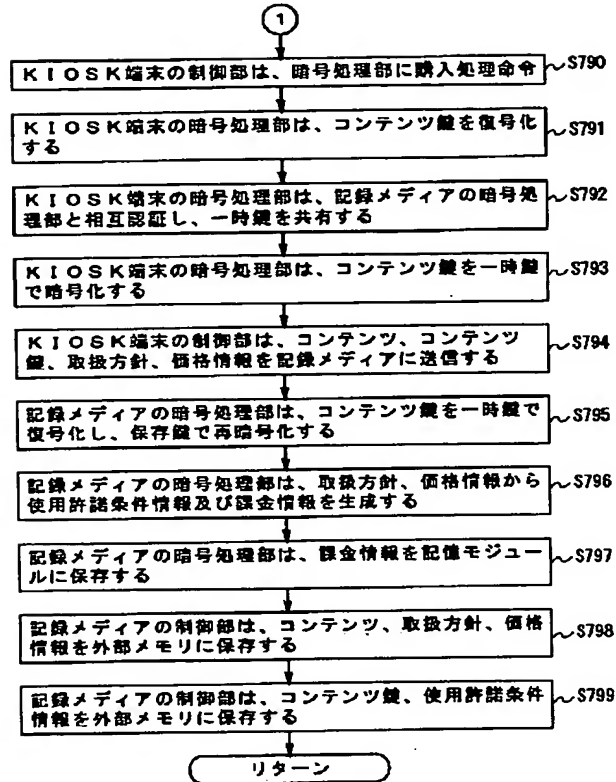 1
KIOSK端末の制御部は、暗号処理部に購入処理命令
S790
KIOSK端末の暗号処理部は、コンテンツ鍵を復号化
する
S791
KIOSK端末の暗号処理部は、記録メディアの暗号処
理部と相互認証し、一時鍵を共有する
S792
KIOSK端末の暗号処理部は、コンテンツ鍵を一時鍵
で暗号化する
S793
KIOSK端末の制御部は、コンテンツ、コンテンツ
鍵、取扱方針、価格情報を記録メディアに送信する
S794
記録メディアの暗号処理部は、コンテンツ鍵を一時鍵で
復号化し、保存鍵で再暗号化する
S795
記録メディアの暗号処理部は、取扱方針、価格情報から
使用許諾条件情報及び課金情報を生成する
S796
記録メディアの暗号処理部は、課金情報を記憶モジュー
ルに保存する
S797
記録メディアの制御部は、コンテンツ、取扱方針、価格
情報を外部メモリに保存する
S798
記録メディアの制御部は、コンテンツ鍵、使用許諾条件
情報を外部メモリに保存する
S799
リターン